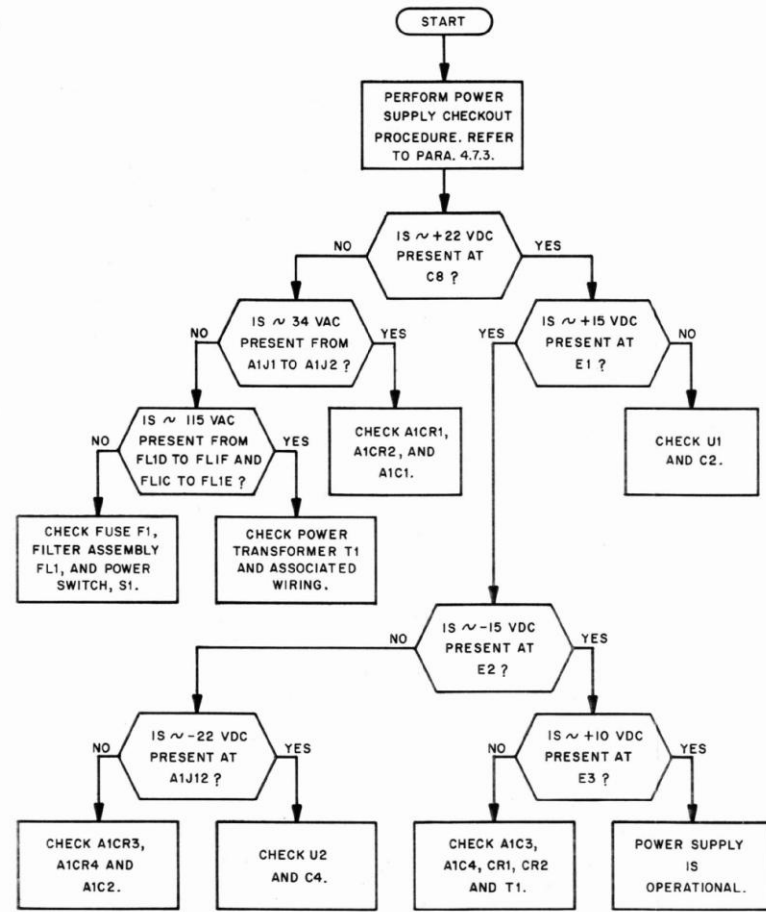 START
PERFORM POWER
SUPPLY CHECKOUT
PROCEDURE. REFER
TO PARA. 4.7.3.
IS ~ +22 VDC
PRESENT AT
C8 ?
NO
YES
IS ~ 34 VAC
PRESENT FROM
A1J1 TO A1J2 ?
NO
YES
IS ~ +15 VDC
PRESENT AT
E1 ?
YES
NO
IS ~ 115 VAC
PRESENT FROM
FL1D TO FL1F AND
FL1C TO FL1E ?
NO
YES
CHECK A1CR1,
A1CR2, AND
A1C1.
CHECK U1
AND C2.
CHECK FUSE F1,
FILTER ASSEMBLY
FL1, AND POWER
SWITCH, S1.
CHECK POWER
TRANSFORMER T1
AND ASSOCIATED
WIRING.
IS ~ -15 VDC
PRESENT AT
E2 ?
NO
YES
IS ~ -22 VDC
PRESENT AT
A1J12 ?
NO
YES
IS ~ +10 VDC
PRESENT AT
E3 ?
NO
YES
CHECK A1CR3,
A1CR4 AND
A1C2.
CHECK U2
AND C4.
CHECK A1C3,
A1C4, CR1, CR2
AND T1.
POWER SUPPLY
IS
OPERATIONAL.